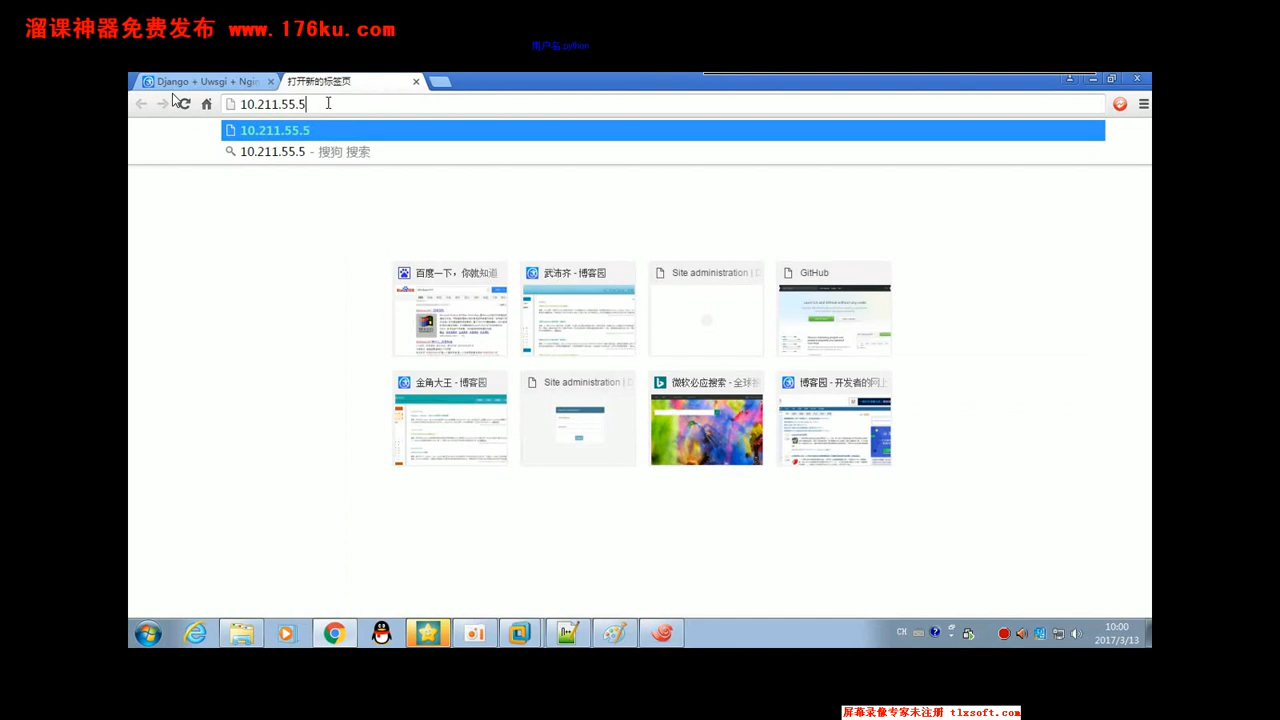 溜课神器免费发布 www.176ku.com
用户名 python
Django + Uwsgi + Ngin
打开新的标签页
10.211.55.5
10.211.55.5
10.211.55.5 - 搜狗 搜索
百度一下，你就知道
武沛齐 - 博客园
Site administration | D
GitHub
金角大王 - 博客园
Site administration | D
微软必应搜索 - 全球搜
博客园 - 开发者的网上
CH
10:00
2017/3/13
屏幕录像专家未注册 tlxsoft.com